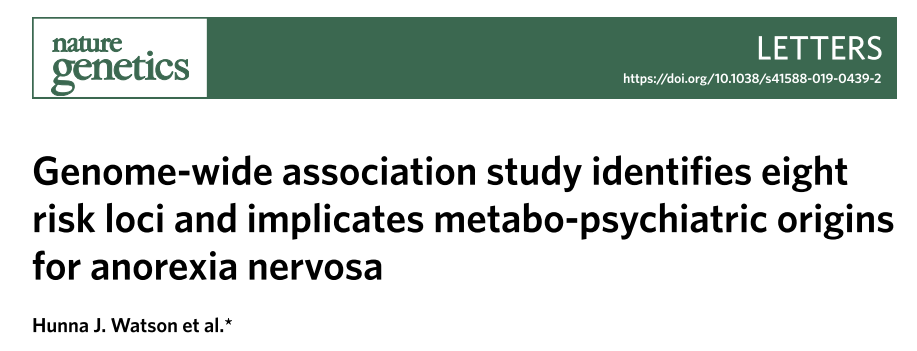 nature
genetics
LETTERS
https://doi.org/10.1038/s41588-019-0439-2
Genome-wide association study identifies eight
risk loci and implicates metabo-psychiatric origins
for anorexia nervosa
Hunna J. Watson et al.*